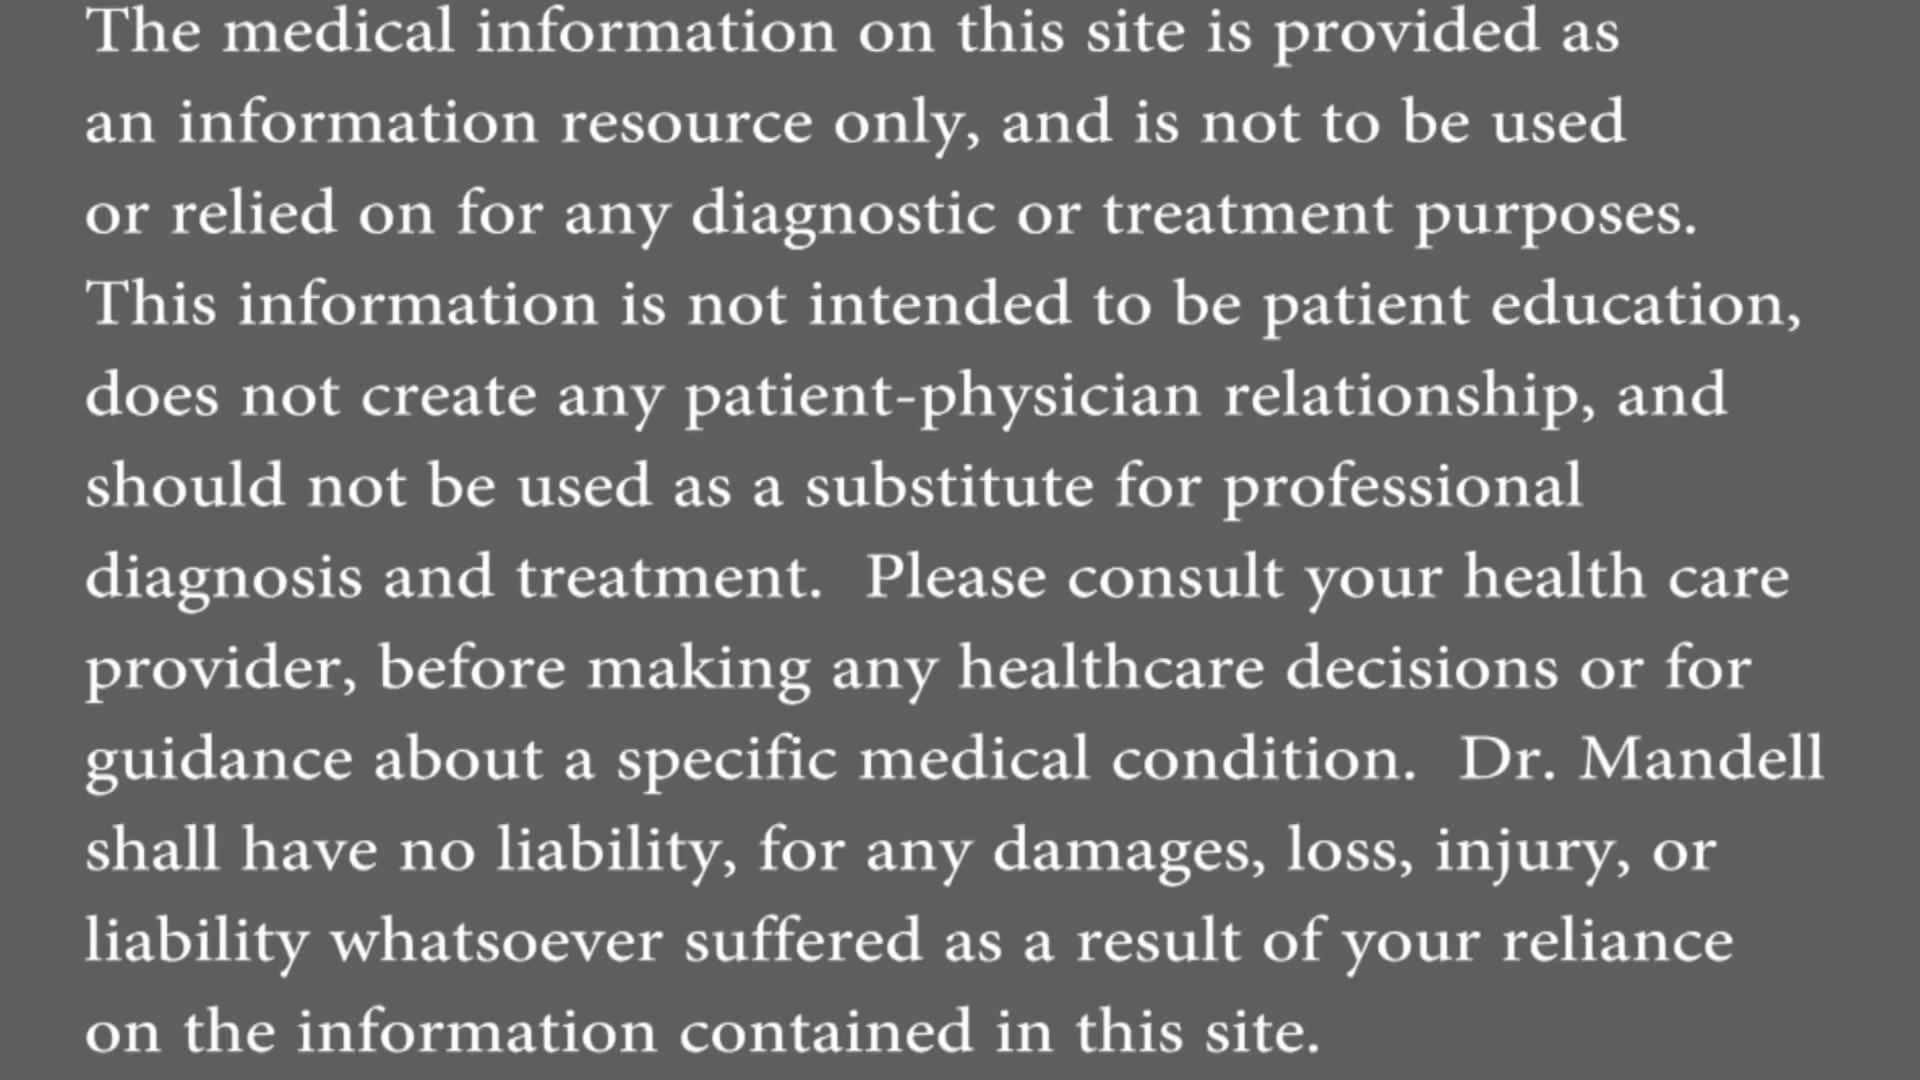 The medical information on this site is provided as
an information resource only, and is not to be used
or relied on for any diagnostic or treatment purposes.
This information is not intended to be patient education,
does not create any patient-physician relationship, and
should not be used as a substitute for professional
diagnosis and treatment.  Please consult your health care
provider, before making any healthcare decisions or for
guidance about a specific medical condition.  Dr. Mandell
shall have no liability, for any damages, loss, injury, or
liability whatsoever suffered as a result of your reliance
on the information contained in this site.